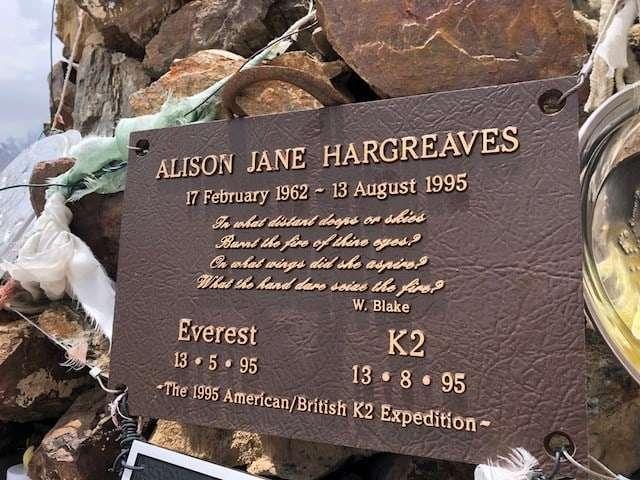 ALISON JANE HARGREAVES
17 February 1962 ~ 13 August 1995
In what distant deeps or skies
Burnt the fire of thine eyes?
On what wings did she aspire?
What the hand dare seize the fire?
W. Blake
Everest K2
13 • 5 • 95 13 • 8 • 95
~The 1995 American/British K2 Expedition~